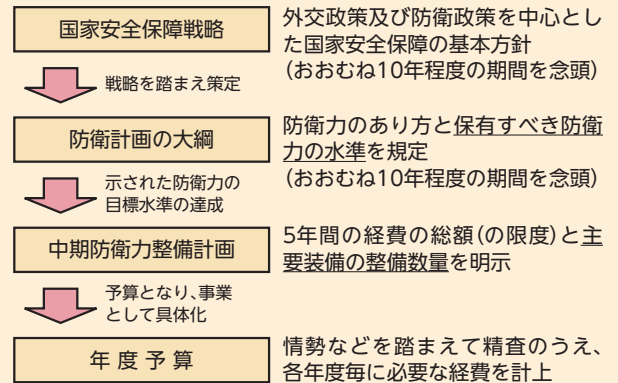 国家安全保障戦略
外交政策及び防衛政策を中心とし
た国家安全保障の基本方針
(おおむね10年程度の期間を念頭)
戦略を踏まえ策定
防衛計画の大綱
防衛力のあり方と保有すべき防衛
力の水準を規定
(おおむね10年程度の期間を念頭)
示された防衛力の
目標水準の達成
中期防衛力整備計画
5年間の経費の総額(の限度)と主
要装備の整備数量を明示
予算となり、事業
として具体化
年度予算
情勢などを踏まえて精査のうえ、
各年度毎に必要な経費を計上